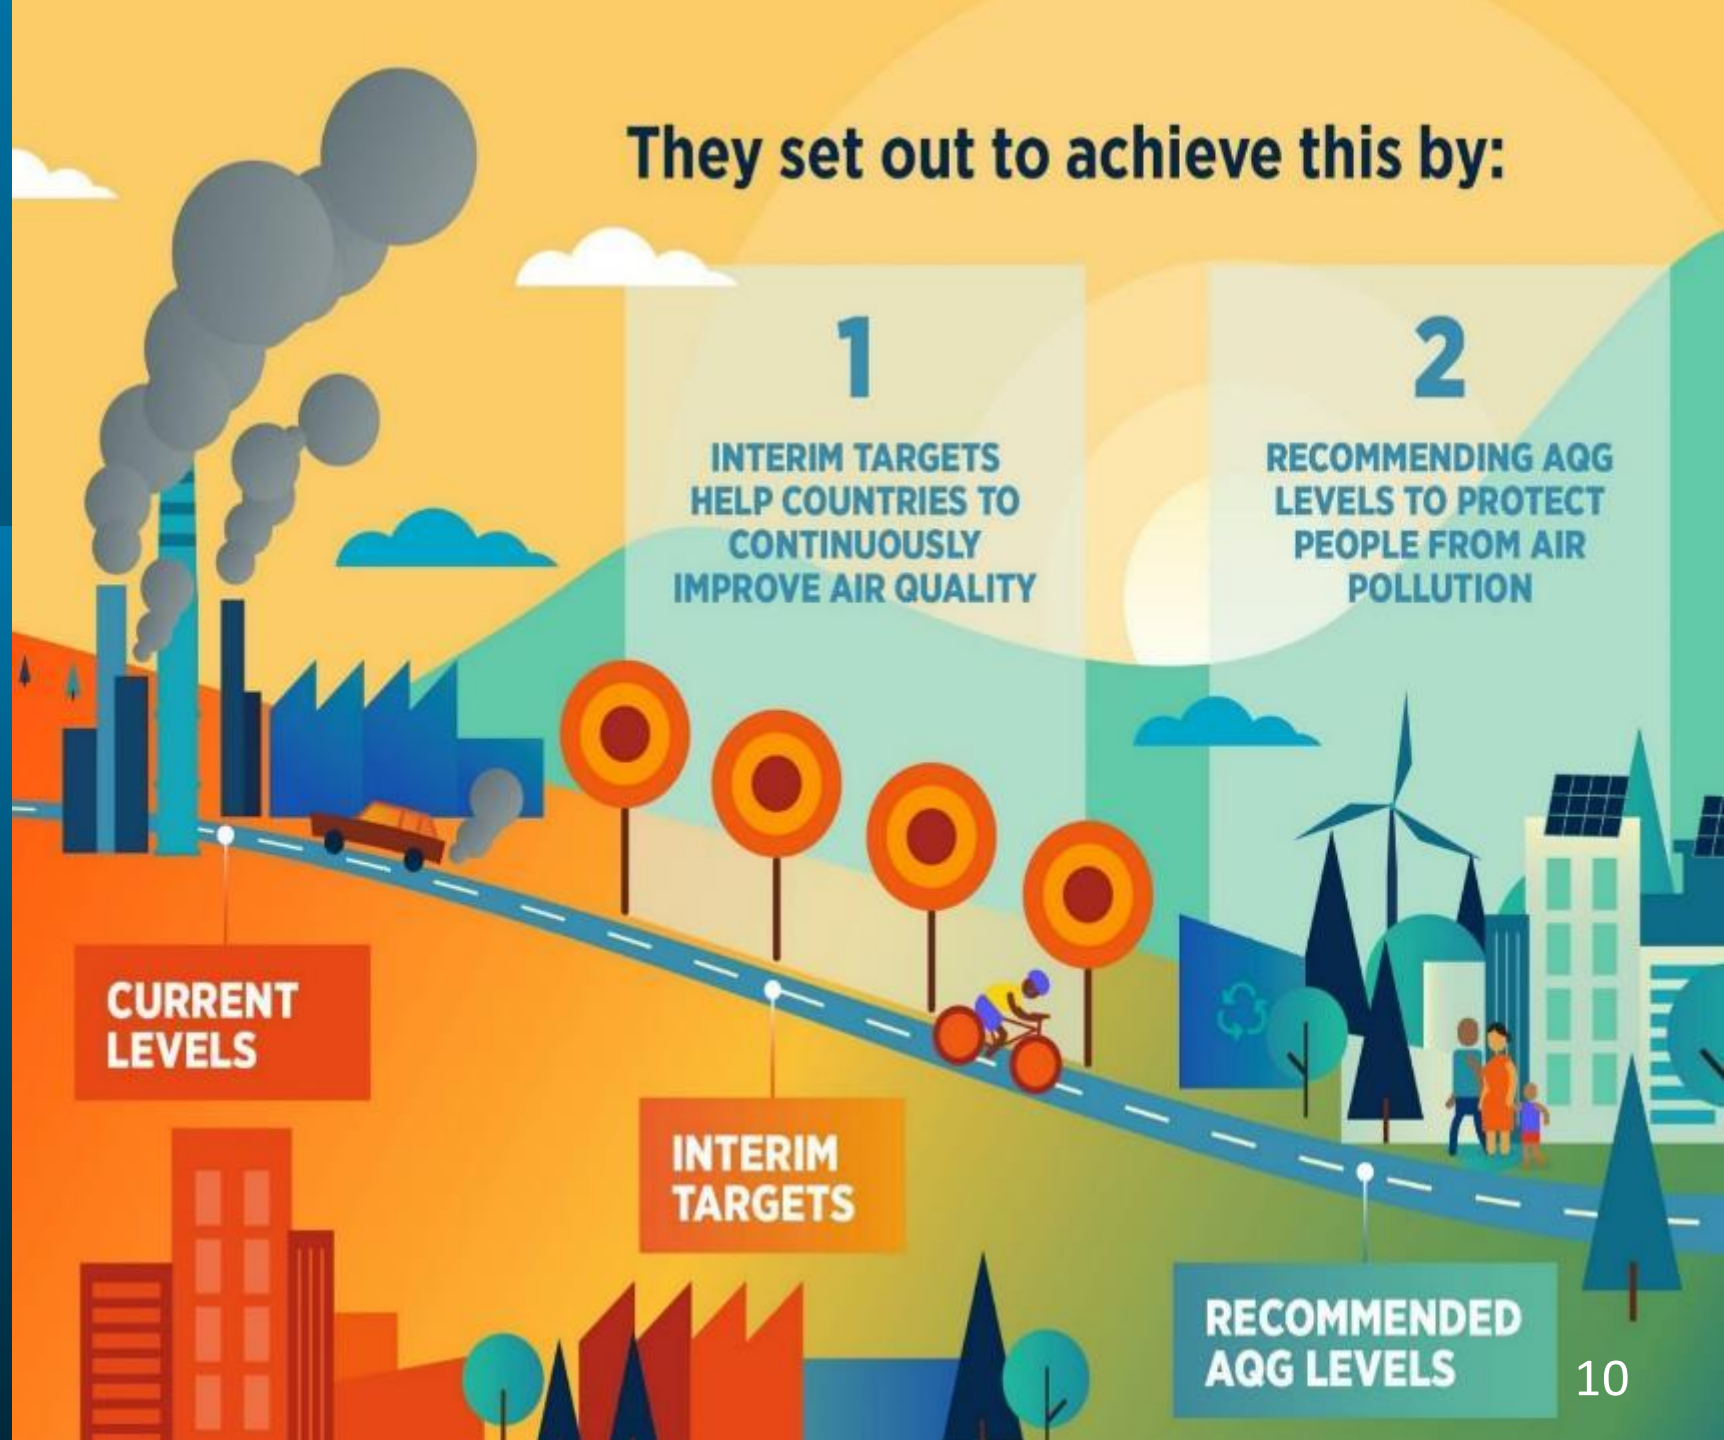 They set out to achieve this by:
1
INTERIM TARGETS
HELP COUNTRIES TO
CONTINUOUSLY
IMPROVE AIR QUALITY
2
RECOMMENDING AQG
LEVELS TO PROTECT
PEOPLE FROM AIR
POLLUTION
CURRENT
LEVELS
INTERIM
TARGETS
RECOMMENDED
AQG LEVELS
10